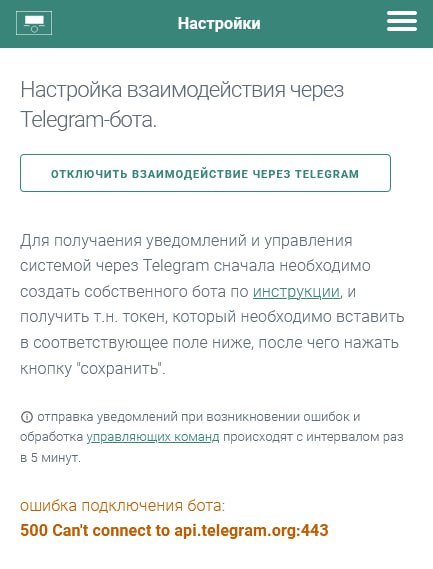 Настройки
Настройка взаимодействия через
Telegram-бота.
ОТКЛЮЧИТЬ ВЗАИМОДЕЙСТВИЕ ЧЕРЕЗ TELEGRAM
Для получаения уведомлений и управления
системой через Telegram сначала необходимо
создать собственного бота по инструкции, и
получить т.н. токен, который необходимо вставить
в соответствующее поле ниже, после чего нажать
кнопку "сохранить".
отправка уведомлений при возникновении ошибок и
обработка управляющих команд происходят с интервалом раз
в 5 минут.
ошибка подключения бота:
500 Can't connect to api.telegram.org:443